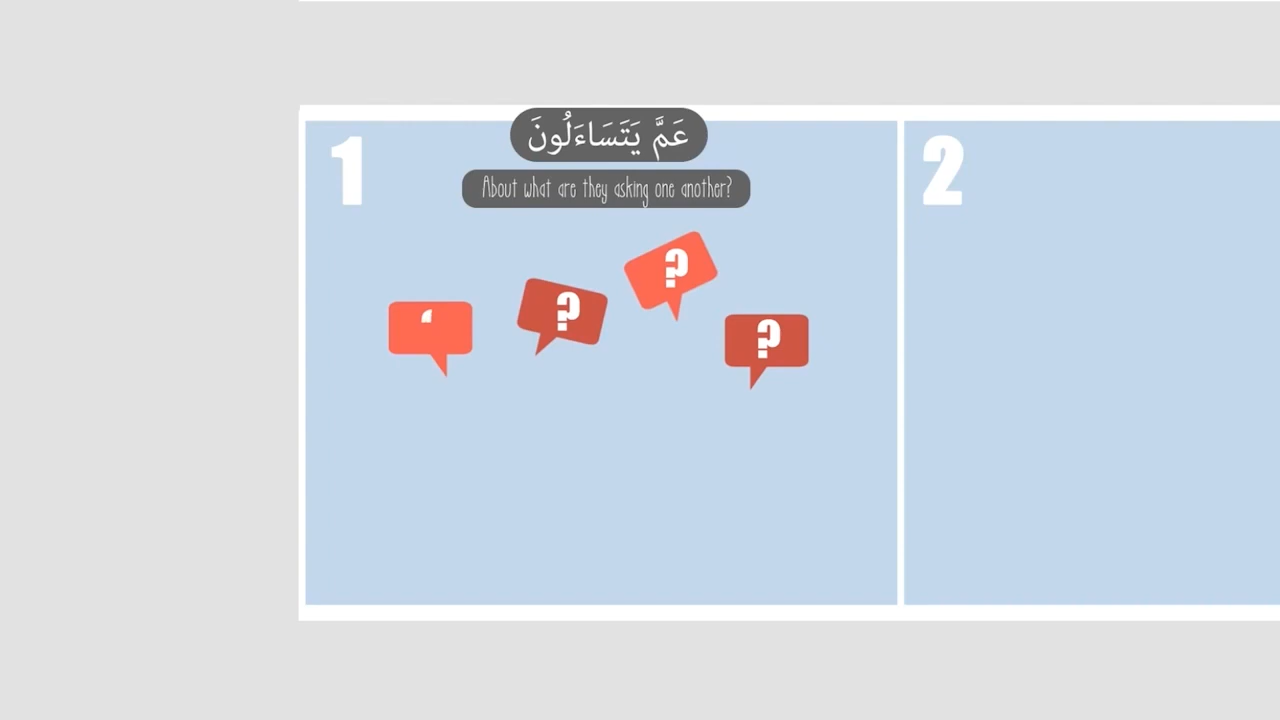 1
عَمَّ يَتَسَاءَلُونَ
About what are they asking one another?
?
?
?
2